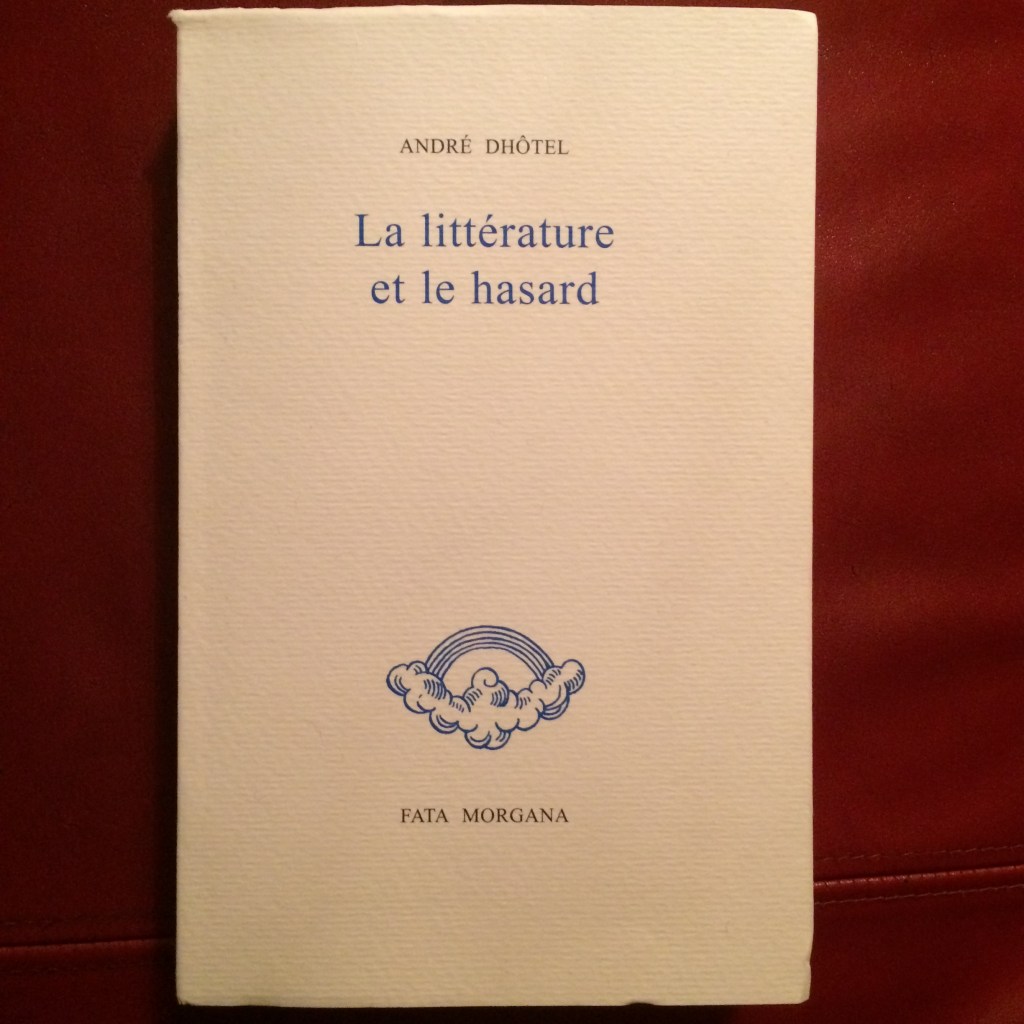 ANDRÉ DHÔTEL
La littérature
et le hasard
FATA MORGANA